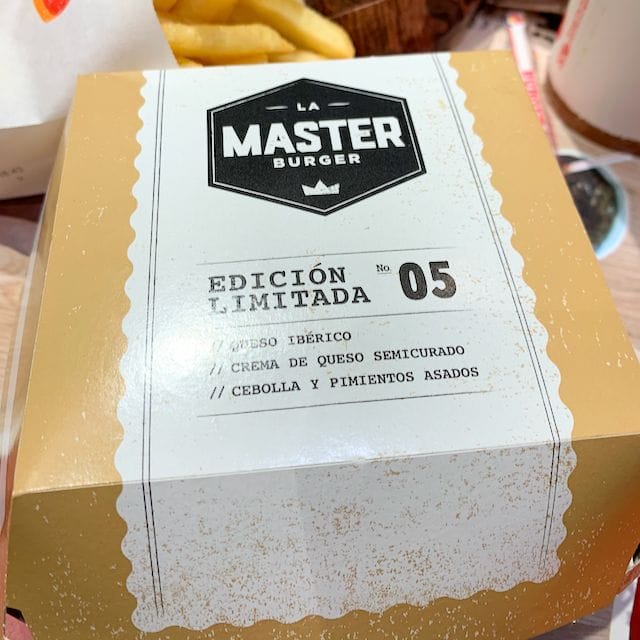 LA
MASTER
BURGER
EDICIÓN
LIMITADA
No. 05
// QUESO IBÉRICO
// CREMA DE QUESO SEMICURADO
// CEBOLLA Y PIMIENTOS ASADOS